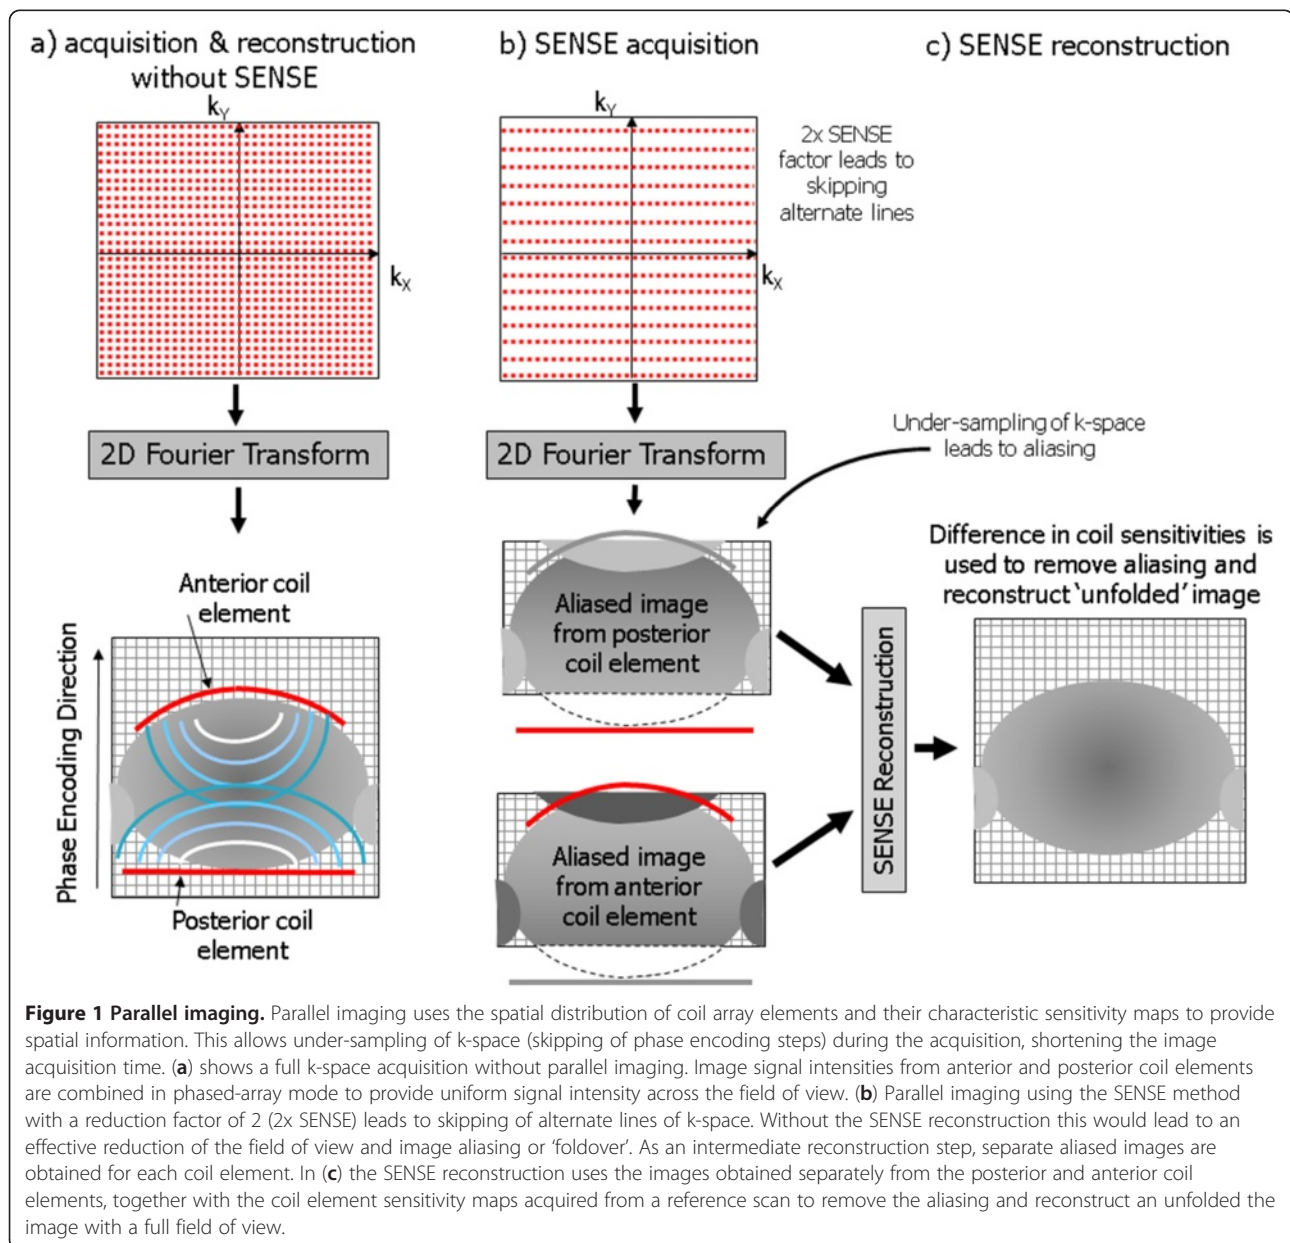 a) acquisition & reconstruction
without SENSE
b) SENSE acquisition
c) SENSE reconstruction
kY
kX
kY
kX
2x SENSE
factor leads to
skipping
alternate lines
2D Fourier Transform
2D Fourier Transform
Under-sampling of k-space
leads to aliasing
Anterior coil
element
Phase Encoding Direction
Posterior coil
element
Aliased image
from posterior
coil element
Aliased image
from anterior
coil element
SENSE Reconstruction
Difference in coil sensitivities is
used to remove aliasing and
reconstruct ‘unfolded’ image
Figure 1 Parallel imaging. Parallel imaging uses the spatial distribution of coil array elements and their characteristic sensitivity maps to provide
spatial information. This allows under-sampling of k-space (skipping of phase encoding steps) during the acquisition, shortening the image
acquisition time. (a) shows a full k-space acquisition without parallel imaging. Image signal intensities from anterior and posterior coil elements
are combined in phased-array mode to provide uniform signal intensity across the field of view. (b) Parallel imaging using the SENSE method
with a reduction factor of 2 (2x SENSE) leads to skipping of alternate lines of k-space. Without the SENSE reconstruction this would lead to an
effective reduction of the field of view and image aliasing or ‘foldover’. As an intermediate reconstruction step, separate aliased images are
obtained for each coil element. In (c) the SENSE reconstruction uses the images obtained separately from the posterior and anterior coil
elements, together with the coil element sensitivity maps acquired from a reference scan to remove the aliasing and reconstruct an unfolded the
image with a full field of view.